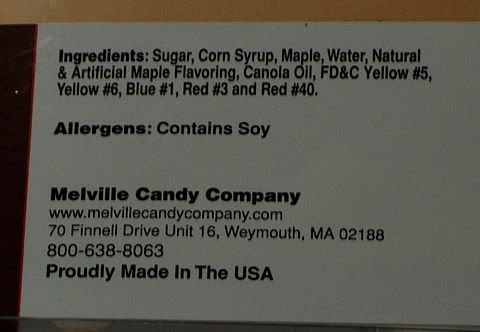 Ingredients: Sugar, Corn Syrup, Maple, Water, Natural
& Artificial Maple Flavoring, Canola Oil, FD&C Yellow #5,
Yellow #6, Blue #1, Red #3 and Red #40.
Allergens: Contains Soy
Melville Candy Company
www.melvillecandycompany.com
70 Finnell Drive Unit 16, Weymouth, MA 02188
800-638-8063
Proudly Made In The USA